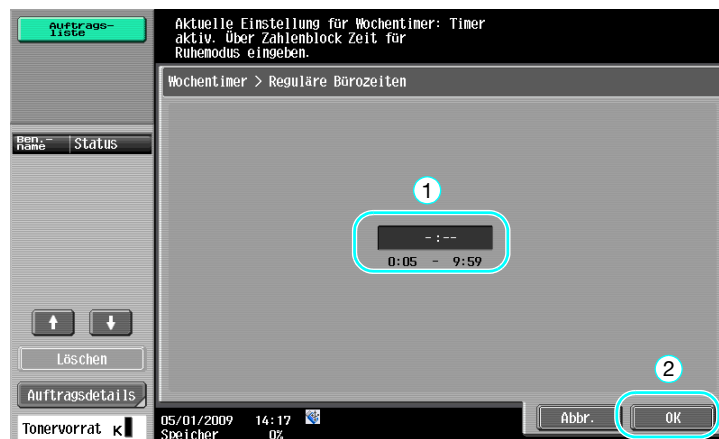 Auftrags-
liste
Aktuelle Einstellung für Wochentimer: Timer
aktiv. Über Zahlenblock Zeit für
Ruhemodus eingeben.
Wochentimer > Reguläre Bürozeiten
Ben.-
name
Status
1
-:--
0:05 - 9:59
Löschen
2
Auftragsdetails
Abbr.
OK
Tonervorrat K
05/01/2009 14:17
Speicher 0%